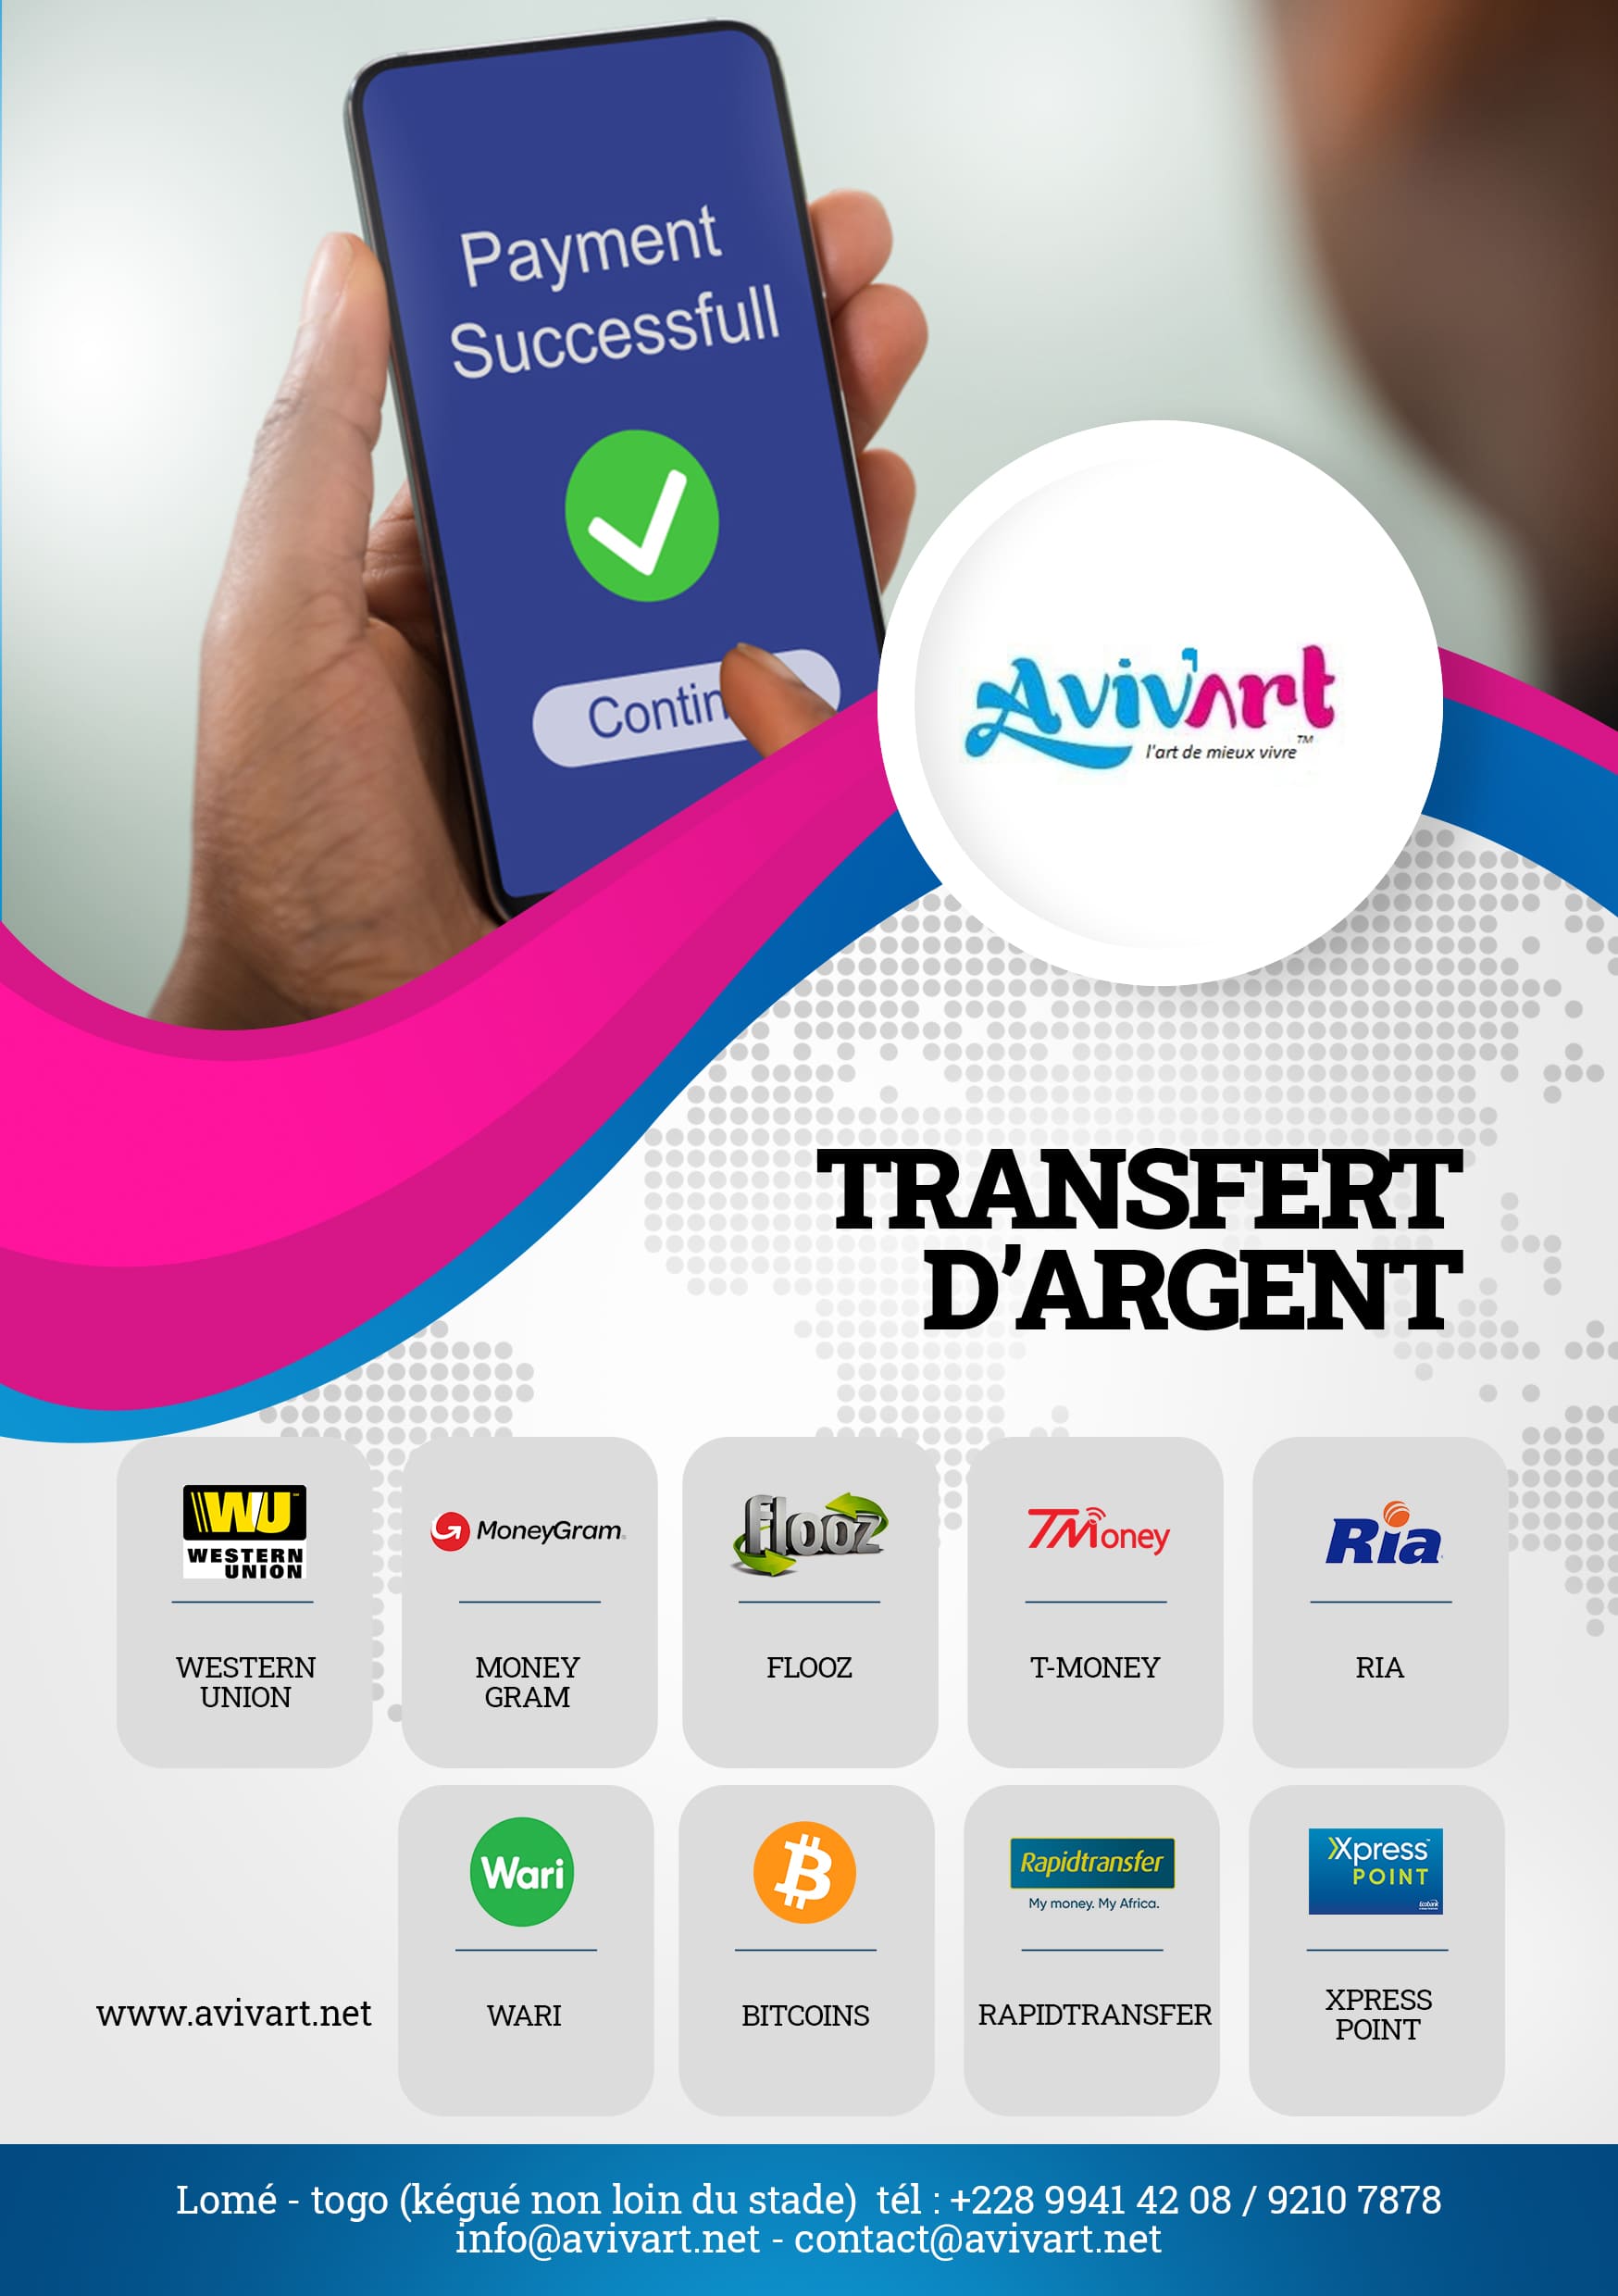 Payment
Successfull
Contin
Aviv'art
l'art de mieux vivre™
TRANSFERT
D'ARGENT
WU
WESTERN
UNION
WESTERN
UNION
MoneyGram
MONEY
GRAM
flooz
FLOOZ
TMoney
T-MONEY
Ria
RIA
Wari
WARI
BITCOINS
Rapidtransfer
My money. My Africa.
RAPIDTRANSFER
Xpress
POINT
Ecobank
XPRESS
POINT
www.avivart.net
Lomé - togo (kégué non loin du stade) tél : +228 9941 42 08 / 9210 7878
info@avivart.net - contact@avivart.net